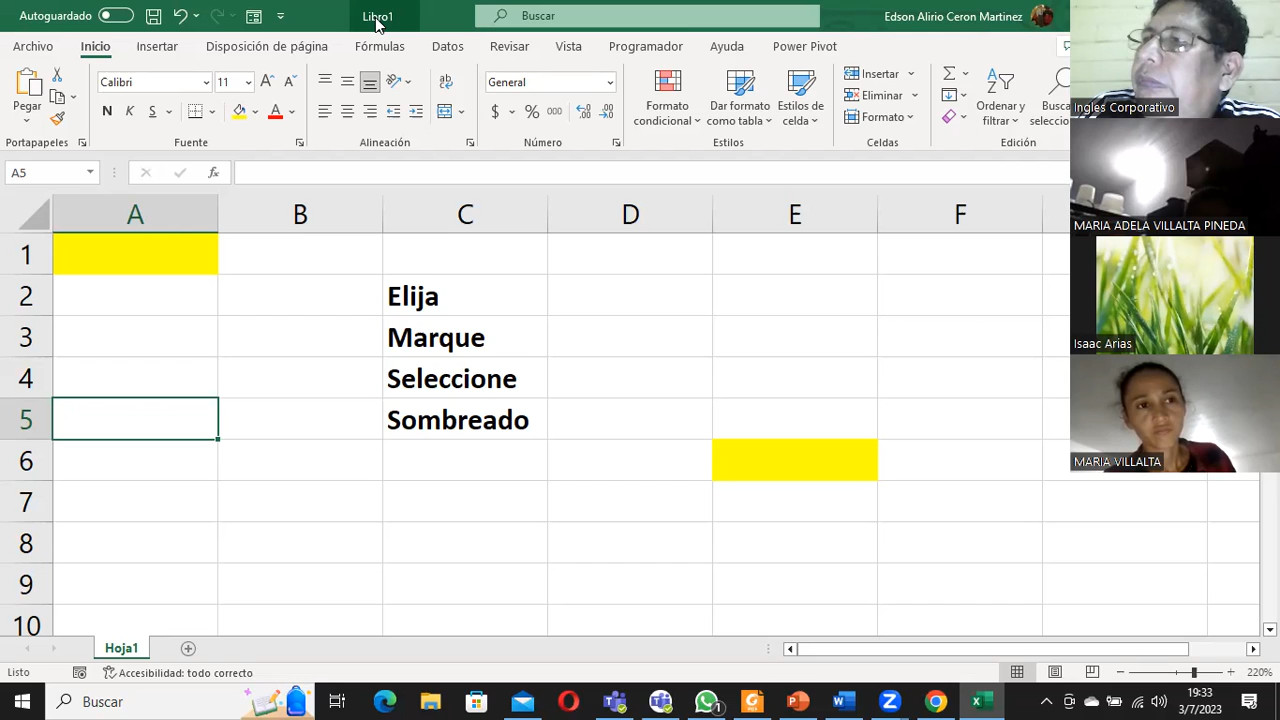 Autoguardado
Libro1
Buscar
Edson Alirio Ceron Martinez
Archivo Inicio Insertar Disposición de página Fórmulas Datos Revisar Vista Programador Ayuda Power Pivot
Pegar
Calibri 11
N K S
General
$ % 000
Formato condicional
Dar formato como tabla
Estilos de celda
Insertar
Eliminar
Formato
Ordenar y filtrar
Portapapeles Fuente Alineación Número Estilos Celdas Edición
A5
fx
A B C D E F
1
2 Elija
3 Marque
4 Seleccione
5 Sombreado
6
7
8
9
10
Hoja1
Listo
Accesibilidad: todo correcto
220%
Buscar
19:33
3/7/2023
Ingles Corporativo
MARIA ADELA VILLALTA PINEDA
Isaac Arias
MARIA VILLALTA